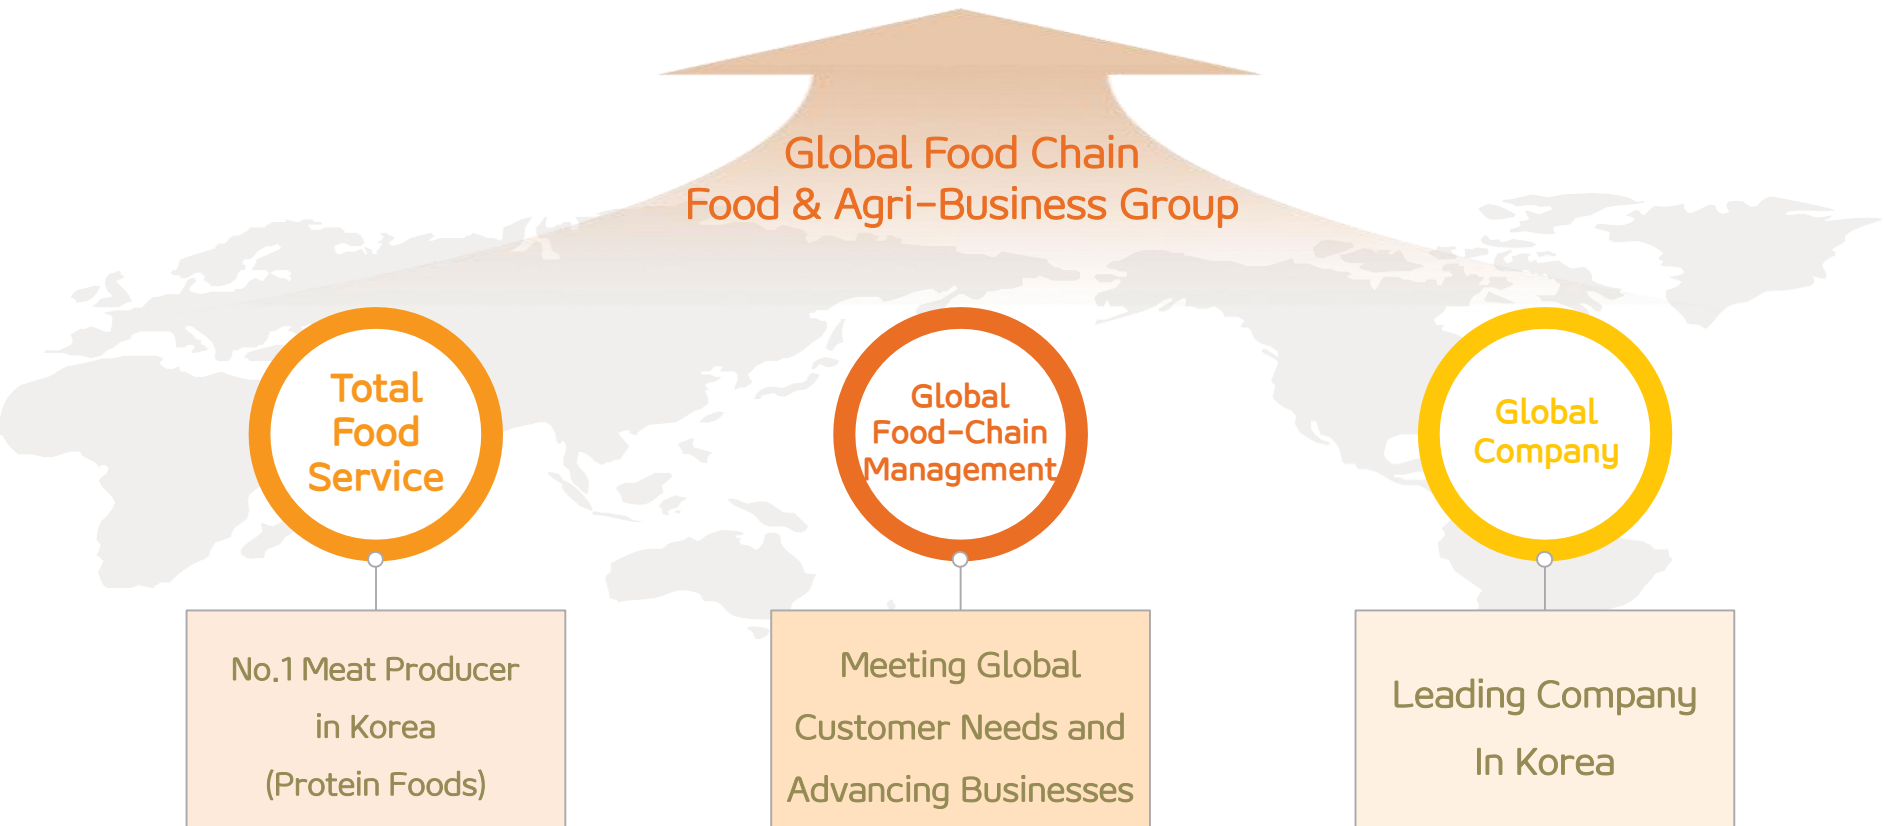 Global Food Chain
Food & Agri-Business Group
Total
Food
Service
Global
Food-Chain
Management
Global
Company
No.1 Meat Producer
in Korea
(Protein Foods)
Meeting Global
Customer Needs and
Advancing Businesses
Leading Company
In Korea